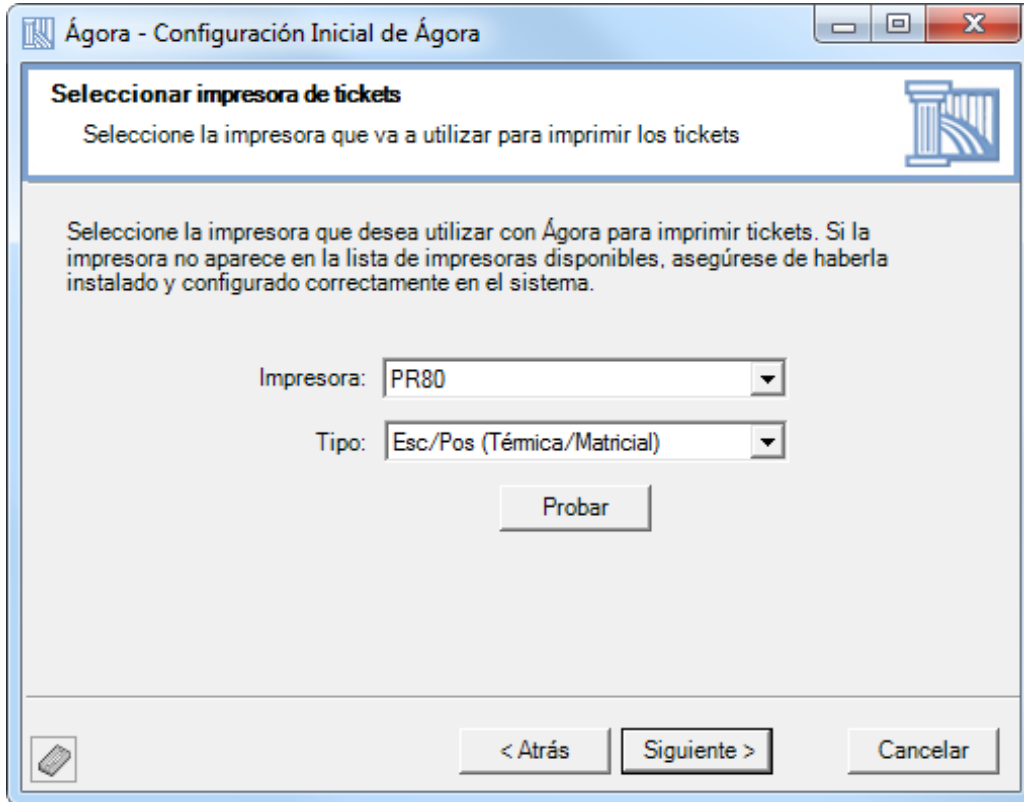 Ágora - Configuración Inicial de Ágora
Seleccionar impresora de tickets
Seleccione la impresora que va a utilizar para imprimir los tickets
Seleccione la impresora que desea utilizar con Ágora para imprimir tickets. Si la
impresora no aparece en la lista de impresoras disponibles, asegúrese de haberla
instalado y configurado correctamente en el sistema.
Impresora: PR80
Tipo: Esc/Pos (Térmica/Matricial)
Probar
< Atrás Siguiente > Cancelar